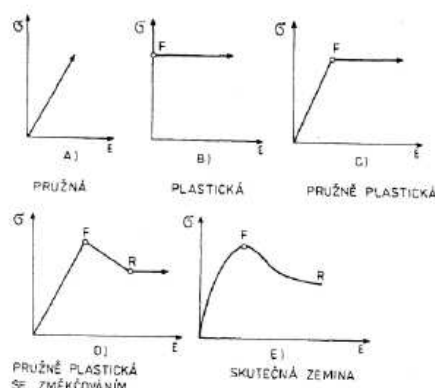 σ
σ
F
σ
F
ε
ε
ε
A)
B)
C)
PRUŽNÁ
PLASTICKÁ
PRUŽNĚ PLASTICKÁ
σ
F
R
σ
F
R
ε
ε
D)
E)
PRUŽNĚ PLASTICKÁ
SE ZMĚKČOVÁNÍM
SKUTEČNÁ ZEMINA